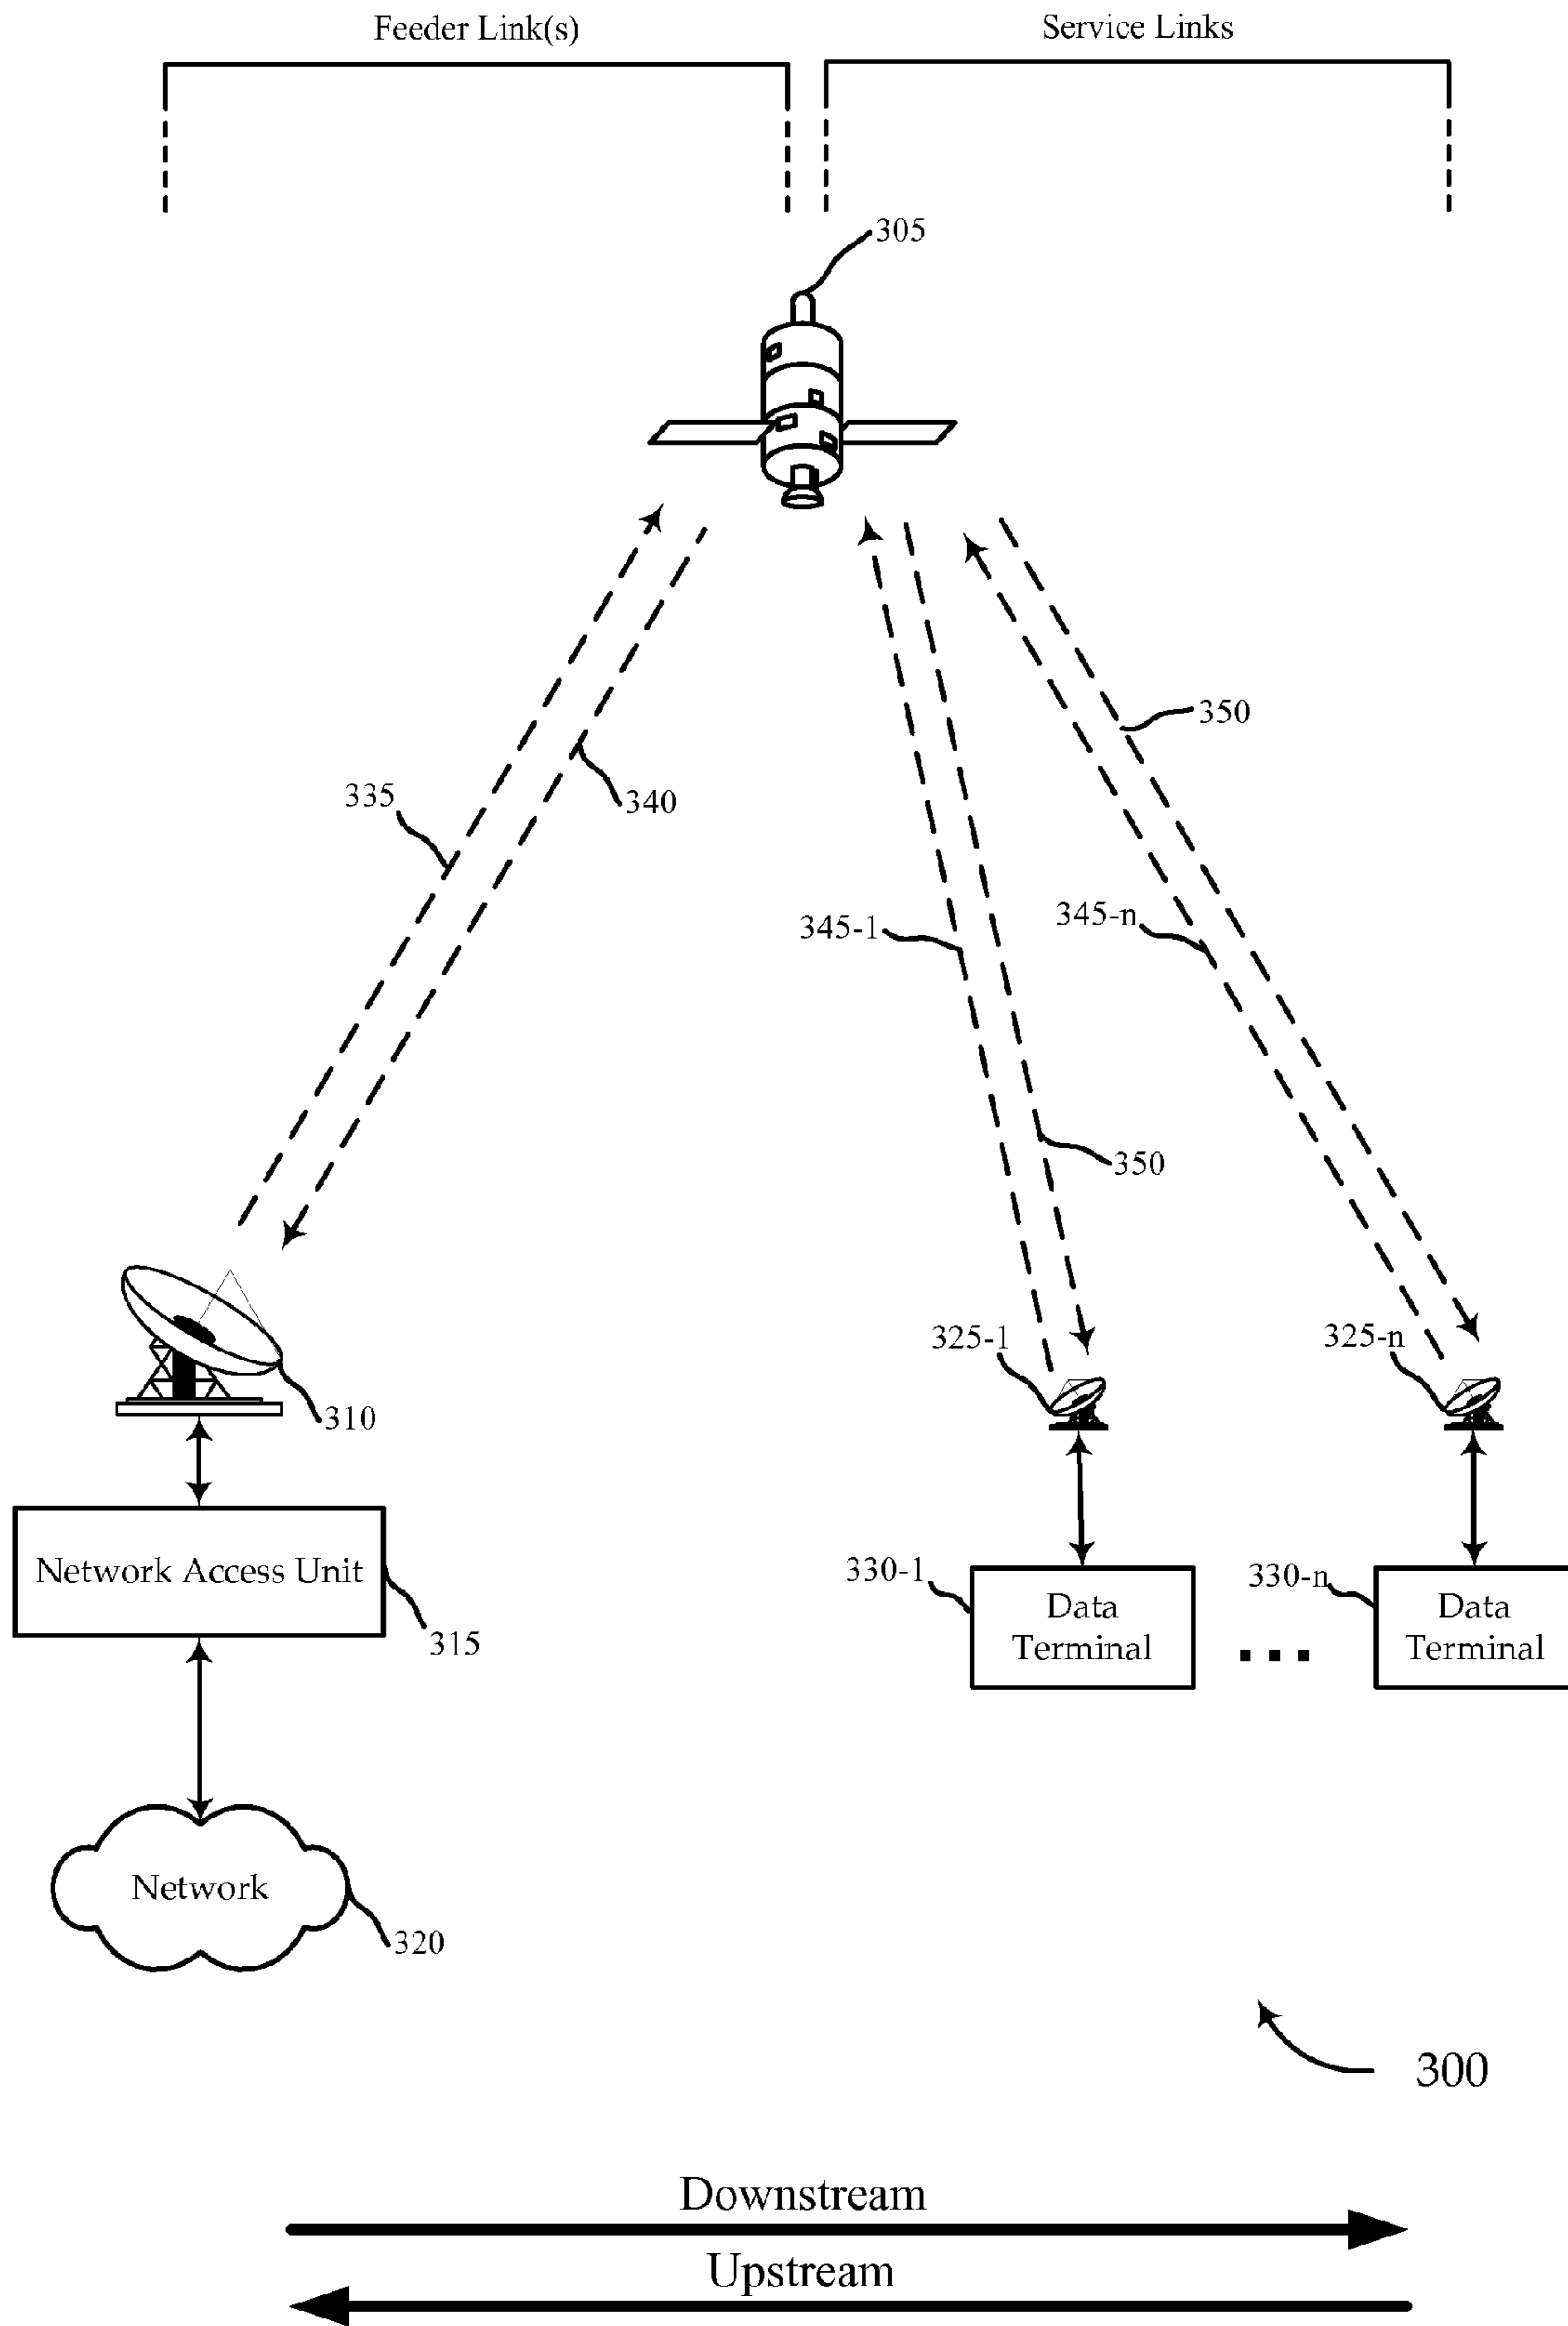 Feeder Link(s)
Service Links
305
350
335
340
345-1
345-n
350
325-1
325-n
310
Network Access Unit
315
330-1
330-n
Data
Terminal
Data
Terminal
Network
320
300
Downstream
Upstream